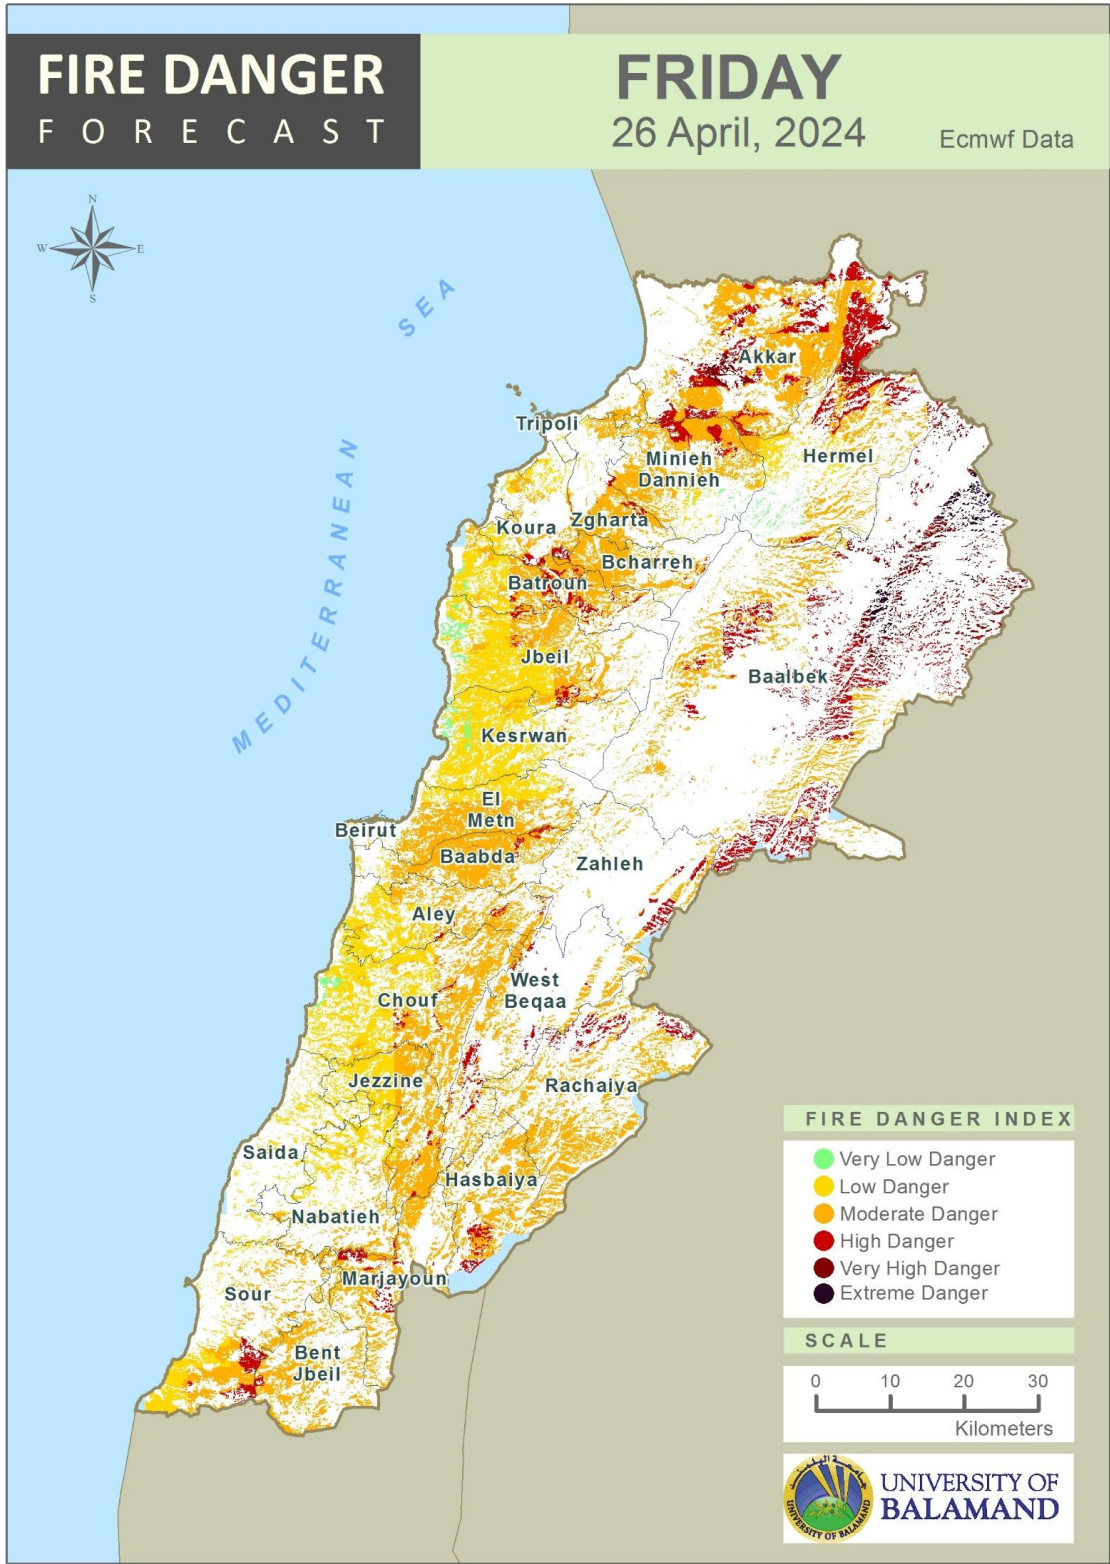 FIRE DANGER
FORECAST
FRIDAY
26 April, 2024
Ecmwf Data
N
W
E
S
SEA
MEDITERRANEAN
Akkar
Tripoli
Hermel
Minieh
Dannieh
Koura
Zgharta
Bcharreh
Batroun
Jbeil
Baalbek
Kesrwan
El
Metn
Beirut
Baabda
Zahleh
Aley
West
Beqaa
Chouf
Jezzine
Rachaiya
Saida
Hasbaiya
Nabatieh
Marjayoun
Sour
Bent
Jbeil
FIRE DANGER INDEX
Very Low Danger
Low Danger
Moderate Danger
High Danger
Very High Danger
Extreme Danger
SCALE
0 10 20 30
Kilometers
UNIVERSITY OF BALAMAND
UNIVERSITY OF
BALAMAND